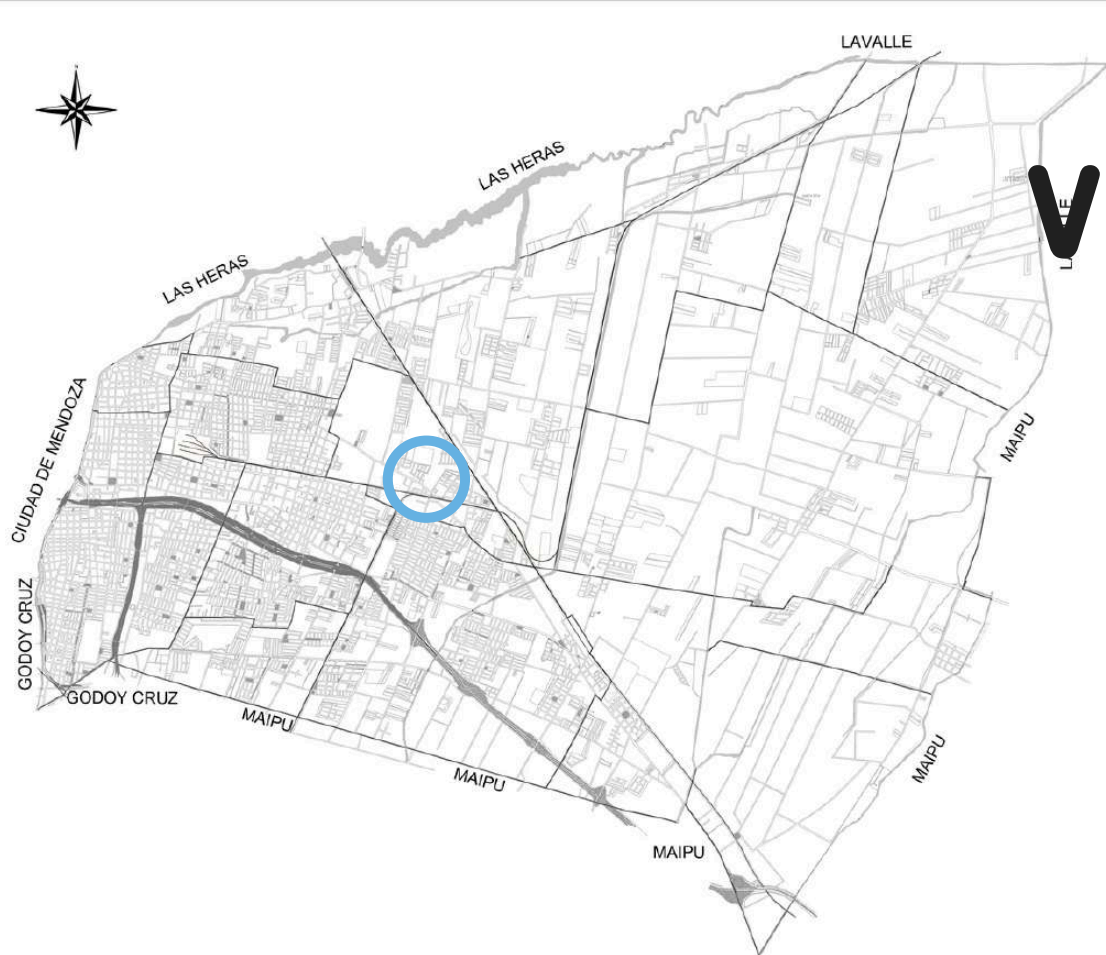 LAVALLE
LAS HERAS
LAS HERAS
CIUDAD DE MENDOZA
GODOY CRUZ
GODOY CRUZ
MAIPU
MAIPU
MAIPU
MAIPU
MAIPU
V